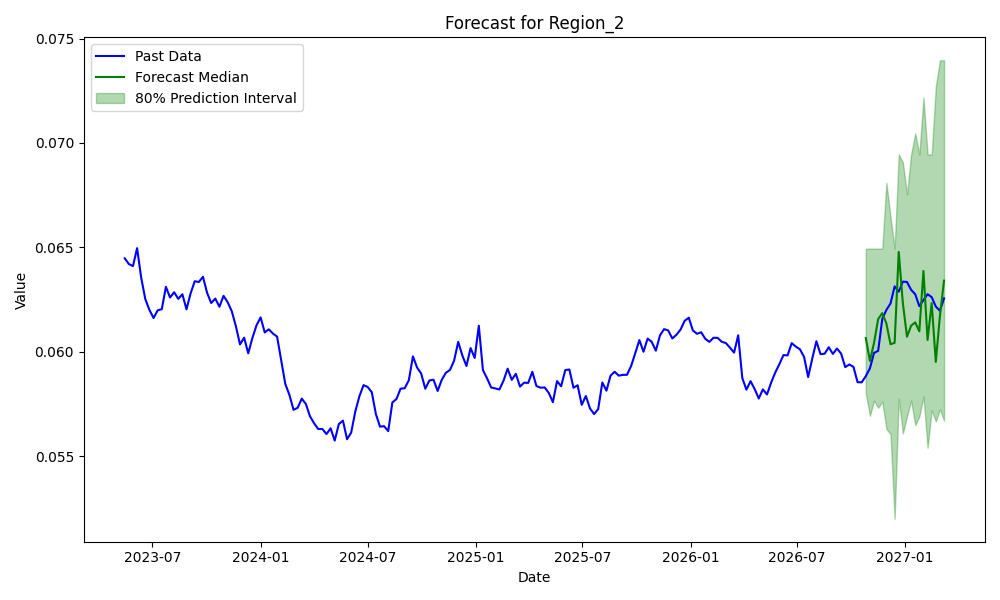 Forecast for Region_2
Past Data
Forecast Median
80% Prediction Interval
0.075
0.070
0.065
0.060
0.055
Value
2023-07
2024-01
2024-07
2025-01
2025-07
2026-01
2026-07
2027-01
Date